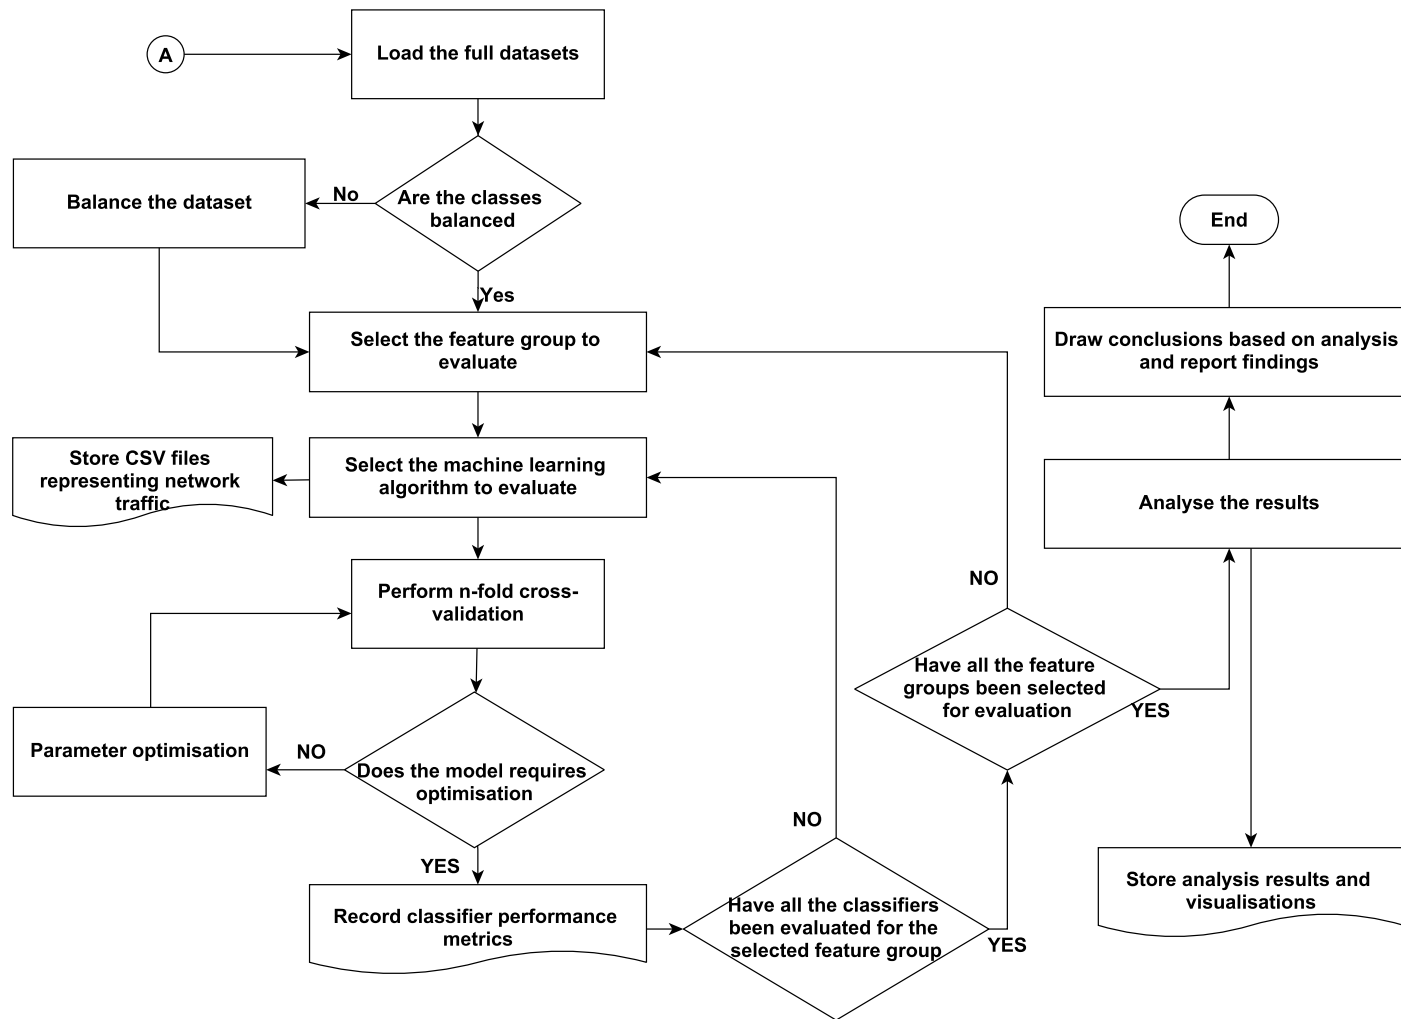 A
Load the full datasets
Are the classes
balanced
No
Balance the dataset
Yes
Select the feature group to
evaluate
Select the machine learning
algorithm to evaluate
Store CSV files
representing network
traffic
Perform n-fold cross-
validation
Does the model requires
optimisation
NO
Parameter optimisation
YES
Record classifier performance
metrics
Have all the classifiers
been evaluated for the
selected feature group
NO
YES
Have all the feature
groups been selected
for evaluation
NO
YES
Analyse the results
Store analysis results and
visualisations
Draw conclusions based on analysis
and report findings
End